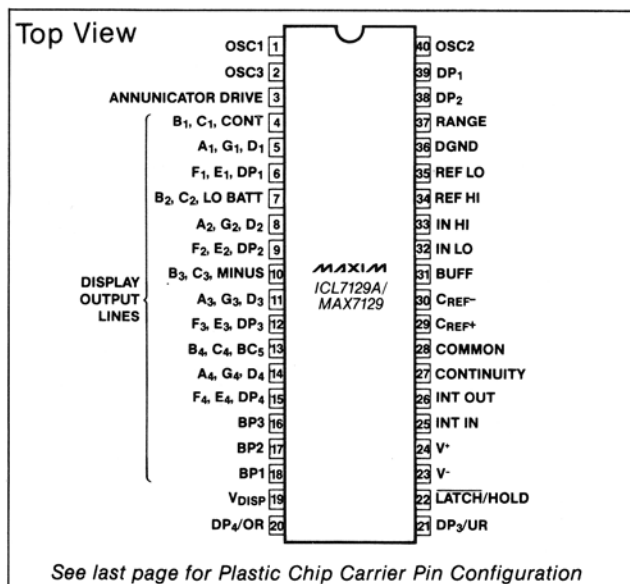 Top View
OSC1 1
40 OSC2
OSC3 2
39 DP1
ANNUNICATOR DRIVE 3
38 DP2
B1, C1, CONT 4
37 RANGE
A1, G1, D1 5
36 DGND
F1, E1, DP1 6
35 REF LO
B2, C2, LO BATT 7
34 REF HI
A2, G2, D2 8
33 IN HI
F2, E2, DP2 9
32 IN LO
B3, C3, MINUS 10
31 BUFF
A3, G3, D3 11
30 CREF-
F3, E3, DP3 12
29 CREF+
B4, C4, BC5 13
28 COMMON
A4, G4, D4 14
27 CONTINUITY
F4, E4, DP4 15
26 INT OUT
BP3 16
25 INT IN
BP2 17
24 V+
BP1 18
23 V-
VDISP 19
22 LATCH/HOLD
DP4/OR 20
21 DP3/UR
DISPLAY
OUTPUT
LINES
MAXIM
ICL7129A/
MAX7129
See last page for Plastic Chip Carrier Pin Configuration